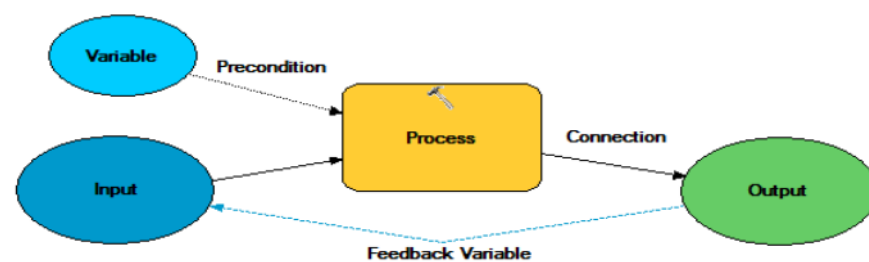 Variable
Precondition
Process
Connection
Input
Output
Feedback Variable